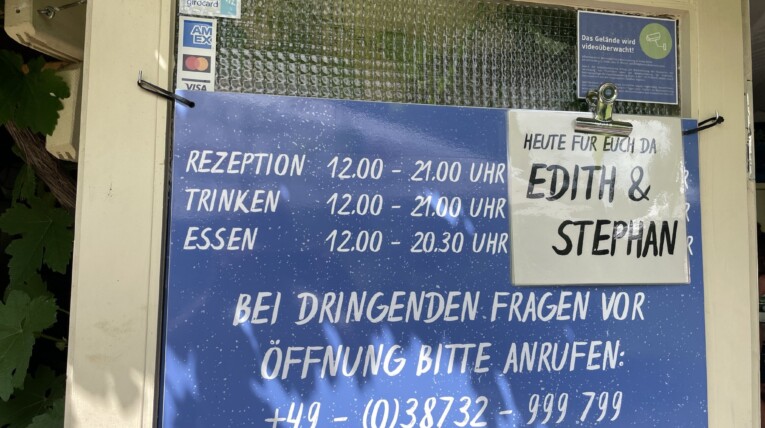 girocard
AM
EX
VISA
Das Gelände wird
videoüberwacht!
HEUTE FÜR EUCH DA
EDITH &
STEPHAN
REZEPTION 12.00 - 21.00 UHR
TRINKEN 12.00 - 21.00 UHR
ESSEN 12.00 - 20.30 UHR
BEI DRINGENDEN FRAGEN VOR
ÖFFNUNG BITTE ANRUFEN:
+49 - (0)38732 - 999 799